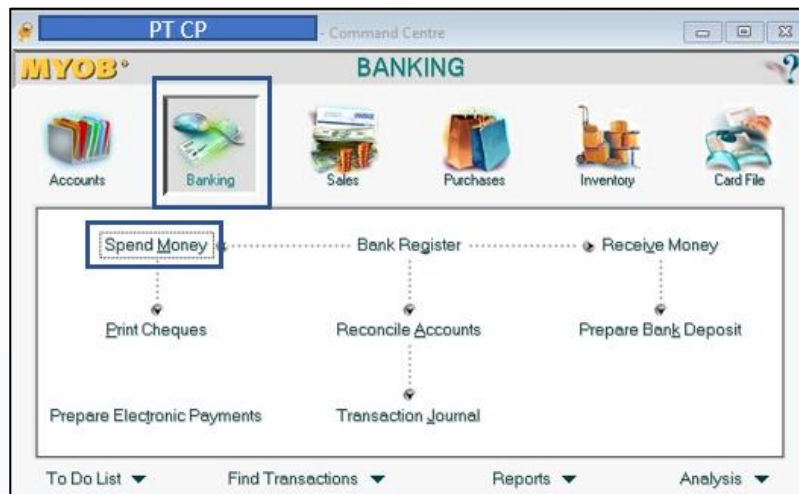 PT CP - Command Centre
MYOB BANKING ?
Accounts Banking Sales Purchases Inventory Card File
Spend Money Bank Register Receive Money
Print Cheques Reconcile Accounts Prepare Bank Deposit
Prepare Electronic Payments Transaction Journal
To Do List Find Transactions Reports Analysis